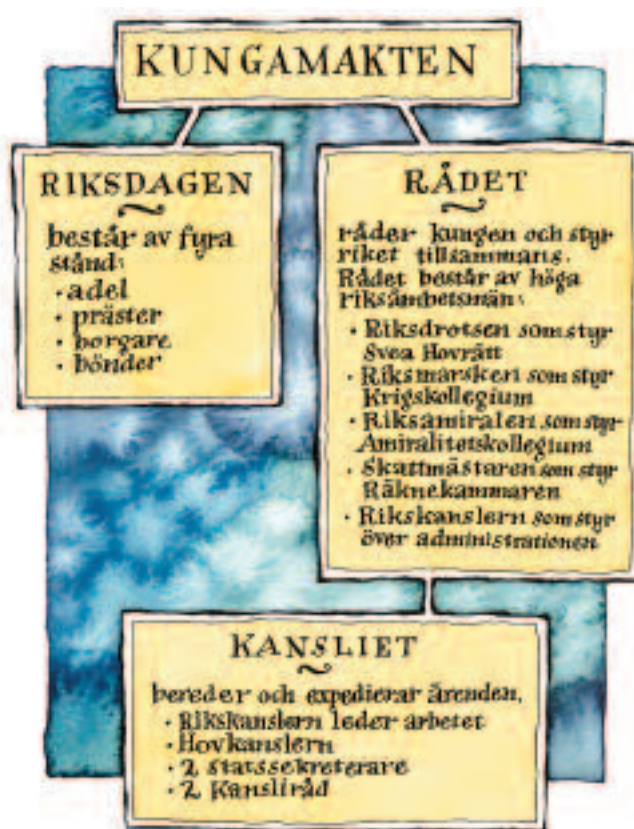 KUNGAMAKTEN
RIKSDAGEN
består av fyra
stånd:
· adel
· präster
· borgare
· bönder
RÅDET
råder kungen och styr
riket tillsammans.
Rådet består av höga
riksämbetsmän:
· Riksdrotsen som styr
Svea Hovrätt
· Riksmarsken som styr
Krigskollegium
· Riksamiralen som styr
Amiralitetskollegium
· Skattmästaren som styr
Räknekammaren
· Rikskanslern som styr
över administrationen
KANSLIET
bereder och expedierar ärenden.
· Rikskanslern leder arbetet
· Hovkanslern
· 2 statssekreterare
· 2 Kansliråd